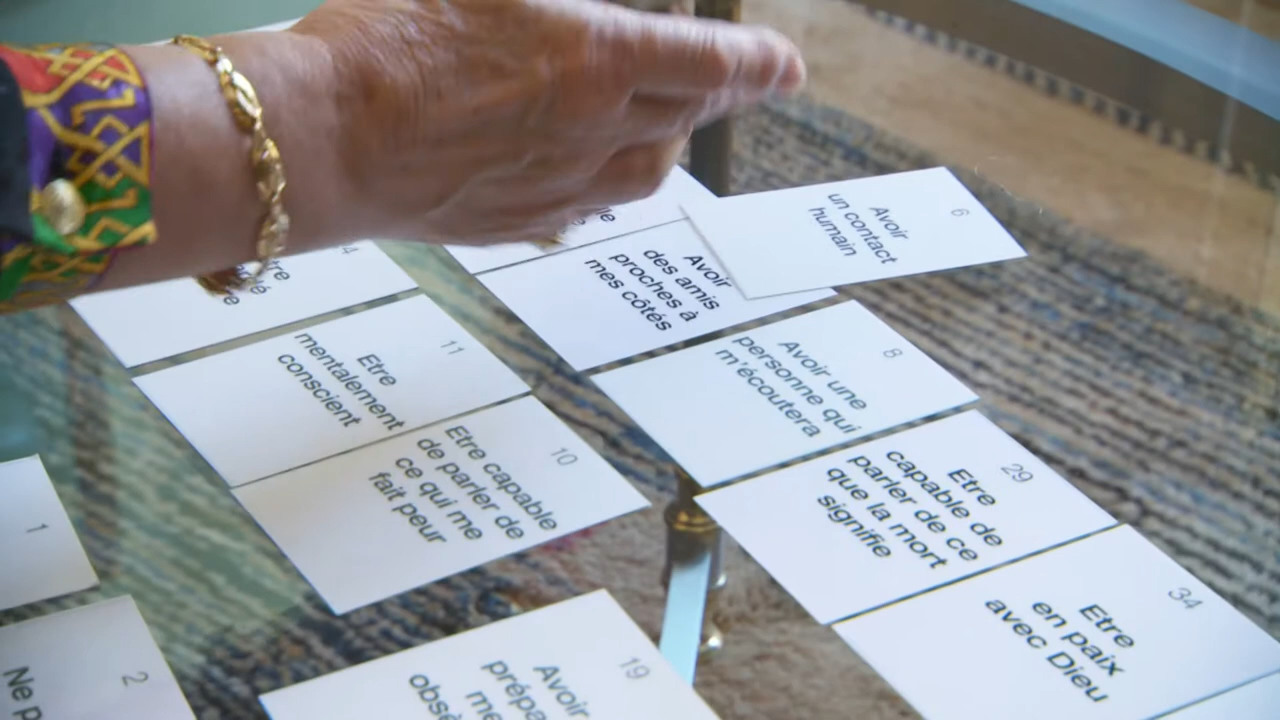 6
Avoir
un contact
humain
Avoir
des amis
proches à
mes côtés
8
Avoir une
personne qui
m'écoutera
29
Etre
capable de
parler de ce
que la mort
signifie
34
Etre
en paix
avec Dieu
11
Etre
mentalement
conscient
10
Etre capable
de parler de
ce qui me
fait peur
19
Avoir
1
2
Ne